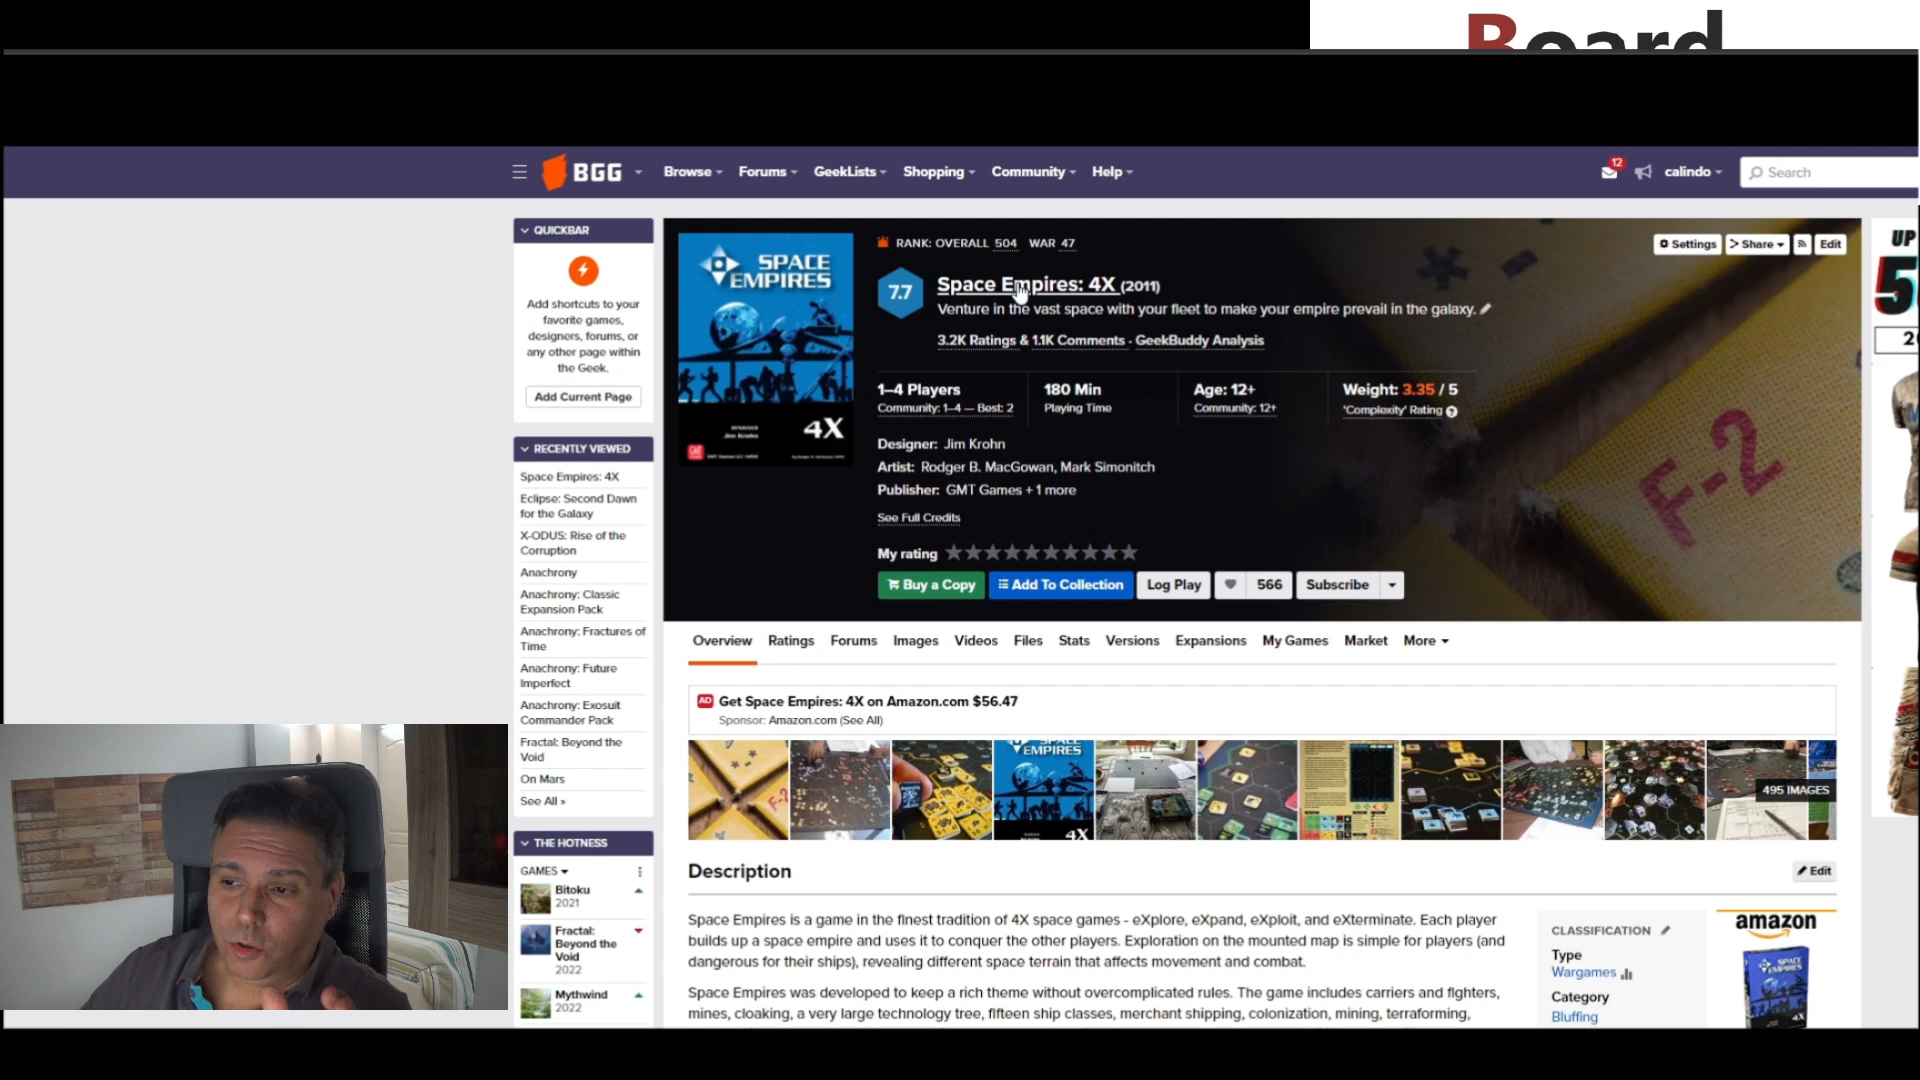 Board
BGG
Browse
Forums
GeekLists
Shopping
Community
Help
12
calindo
Search
QUICKBAR
Add shortcuts to your
favorite games,
designers, forums, or
any other page within
the Geek.
Add Current Page
RECENTLY VIEWED
Space Empires: 4X
Eclipse: Second Dawn
for the Galaxy
X-ODUS: Rise of the
Corruption
Anachrony
Anachrony: Classic
Expansion Pack
Anachrony: Fractures of
Time
Anachrony: Future
Imperfect
Anachrony: Exosuit
Commander Pack
Fractal: Beyond the
Void
On Mars
See All »
THE HOTNESS
GAMES
Bitoku
2021
Fractal:
Beyond the
Void
2022
Mythwind
2022
SPACE
EMPIRES
Jim Krohn
4X
RANK: OVERALL 504 WAR 47
Settings
Share
Edit
7.7
Space Empires: 4X (2011)
Venture in the vast space with your fleet to make your empire prevail in the galaxy.
3.2K Ratings & 1.1K Comments · GeekBuddy Analysis
1–4 Players
Community: 1–4 — Best: 2
180 Min
Playing Time
Age: 12+
Community: 12+
Weight: 3.35 / 5
'Complexity' Rating
Designer: Jim Krohn
Artist: Rodger B. MacGowan, Mark Simonitch
Publisher: GMT Games + 1 more
See Full Credits
My rating
Buy a Copy
Add To Collection
Log Play
566
Subscribe
F-2
UP
5
2
Overview
Ratings
Forums
Images
Videos
Files
Stats
Versions
Expansions
My Games
Market
More
AD Get Space Empires: 4X on Amazon.com $56.47
Sponsor: Amazon.com (See All)
EMPIRES
4X
495 IMAGES
Description
Edit
Space Empires is a game in the finest tradition of 4X space games - eXplore, eXpand, eXploit, and eXterminate. Each player
builds up a space empire and uses it to conquer the other players. Exploration on the mounted map is simple for players (and
dangerous for their ships), revealing different space terrain that affects movement and combat.
Space Empires was developed to keep a rich theme without overcomplicated rules. The game includes carriers and fighters,
mines, cloaking, a very large technology tree, fifteen ship classes, merchant shipping, colonization, mining, terraforming,
CLASSIFICATION
Type
Wargames
Category
Bluffing
amazon
SPACE
EMPIRES
4X